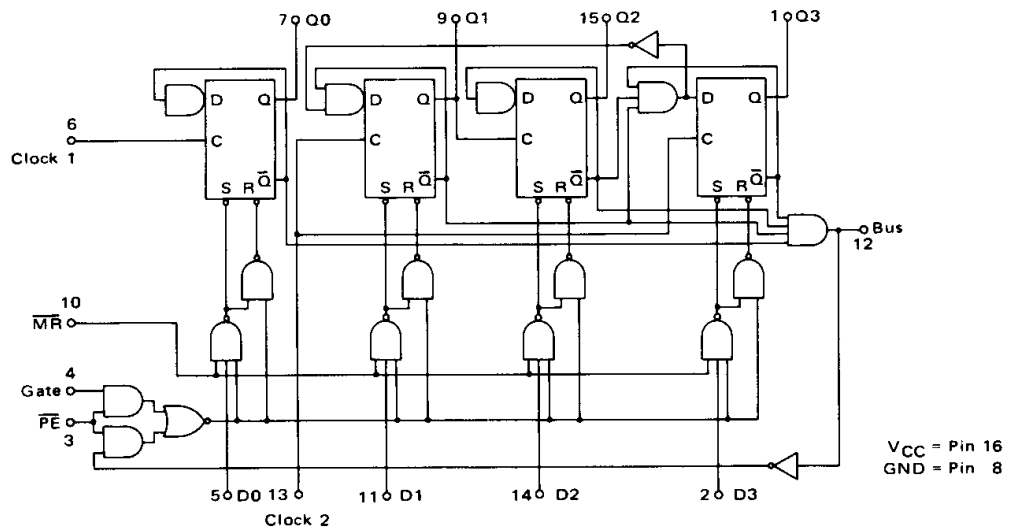 7 Q0
9 Q1
15 Q2
1 Q3
D Q
D Q
D Q
D Q
6
Clock 1
C
C
C
C
S R Q̅
S R Q̅
S R Q̅
S R Q̅
Bus
12
10
M̅R̅
4
Gate
P̅E̅
3
VCC = Pin 16
GND = Pin 8
5 D0
13
Clock 2
11 D1
14 D2
2 D3